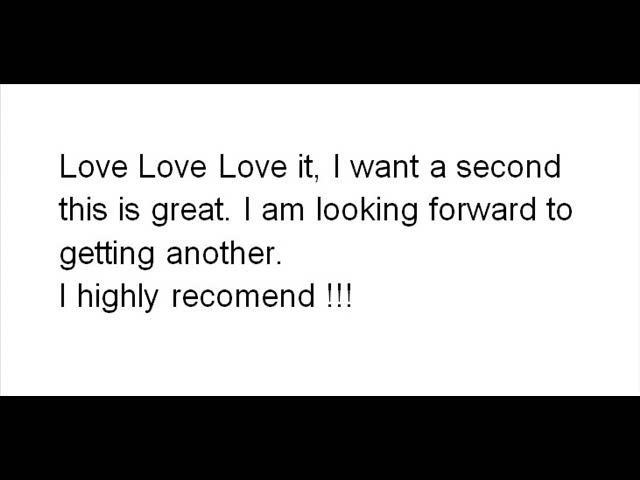 Love Love Love it, I want a second
this is great. I am looking forward to
getting another.
I highly recomend !!!